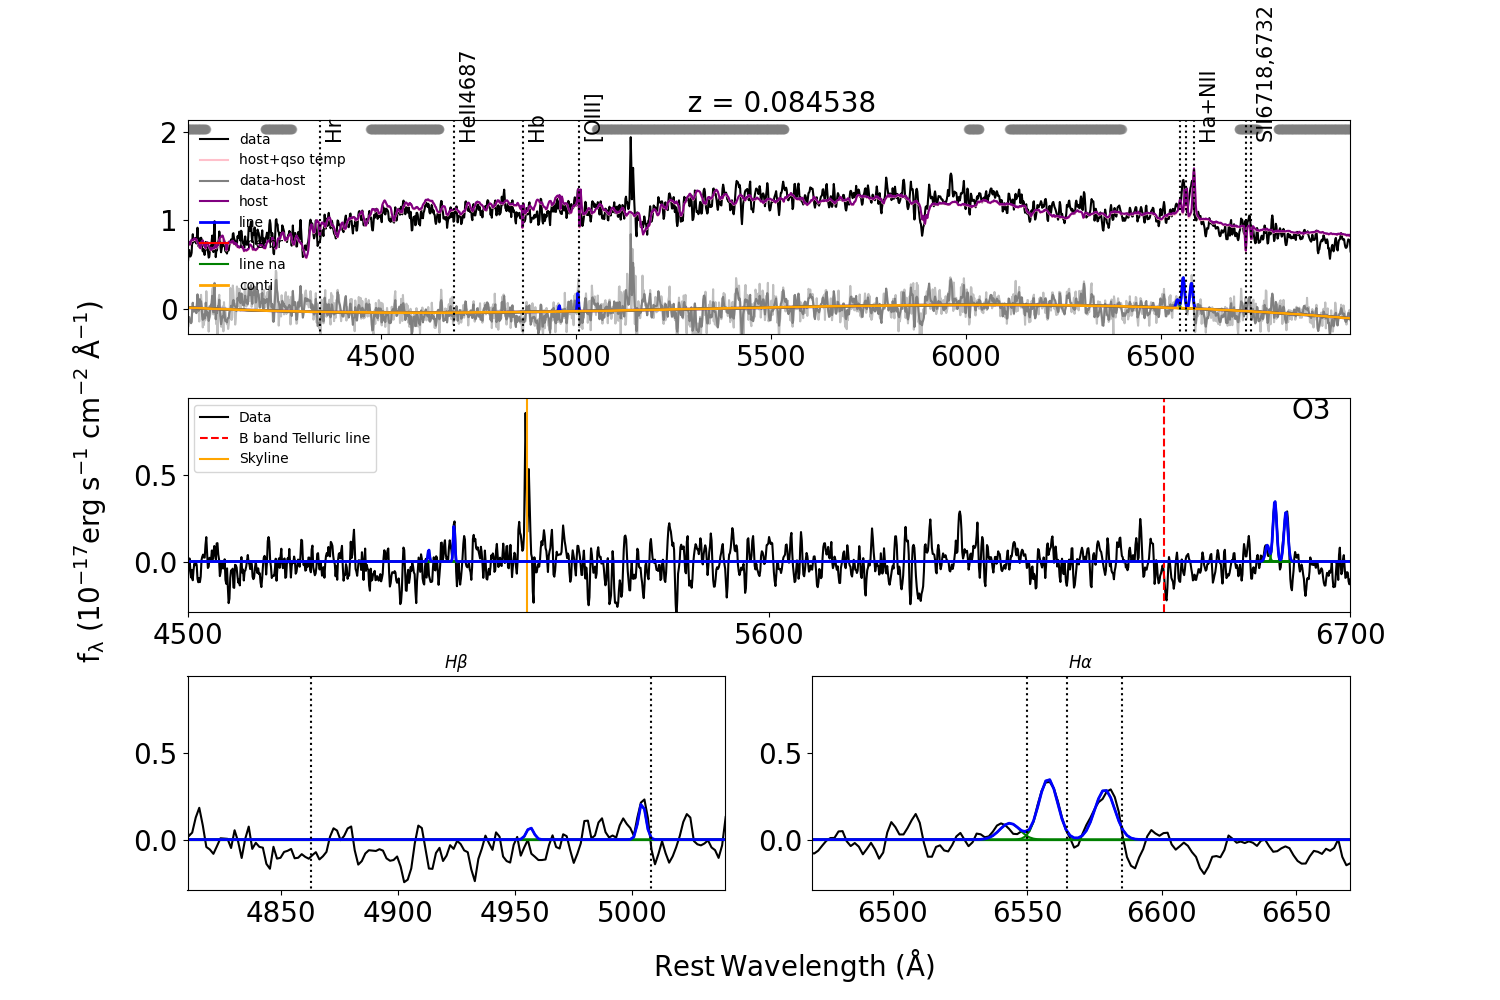 z = 0.084538
Hr
HeII4687
Hb
[OIII]
Ha+NII
SII6718,6732
data
host+qso temp
data-host
host
line
line na
conti
2
1
0
4500
5000
5500
6000
6500
O3
Data
B band Telluric line
Skyline
0.5
0.0
4500
5600
6700
fλ (10⁻¹⁷erg s⁻¹ cm⁻² Å⁻¹)
Hβ
0.5
0.0
4850
4900
4950
5000
Hα
0.5
0.0
6500
6550
6600
6650
Rest Wavelength (Å)